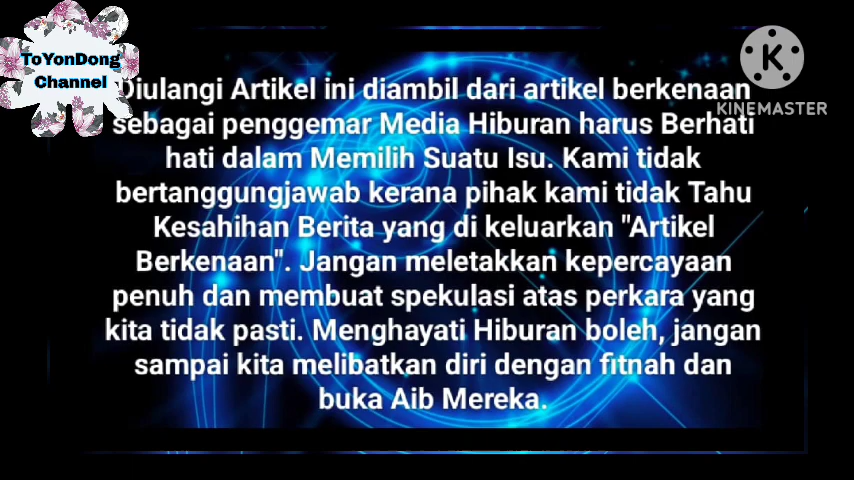 ToYonDong
Channel
KINEMASTER
Diulangi Artikel ini diambil dari artikel berkenaan
sebagai penggemar Media Hiburan harus Berhati
hati dalam Memilih Suatu Isu. Kami tidak
bertanggungjawab kerana pihak kami tidak Tahu
Kesahihan Berita yang di keluarkan "Artikel
Berkenaan". Jangan meletakkan kepercayaan
penuh dan membuat spekulasi atas perkara yang
kita tidak pasti. Menghayati Hiburan boleh, jangan
sampai kita melibatkan diri dengan fitnah dan
buka Aib Mereka.